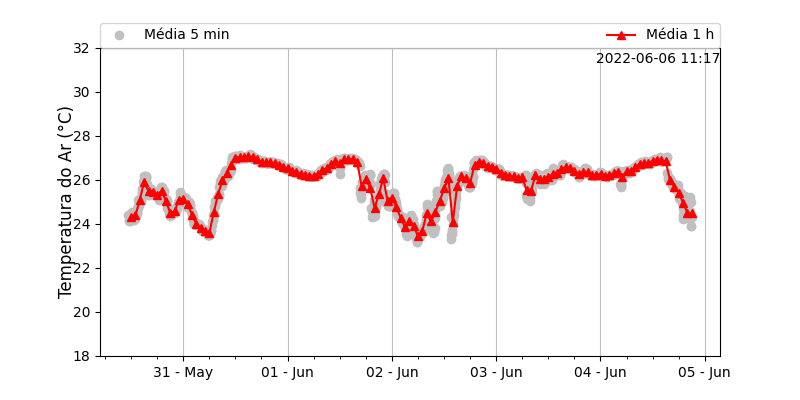 Média 5 min
Média 1 h
2022-06-06 11:17
Temperatura do Ar (°C)
32
30
28
26
24
22
20
18
31 - May
01 - Jun
02 - Jun
03 - Jun
04 - Jun
05 - Jun